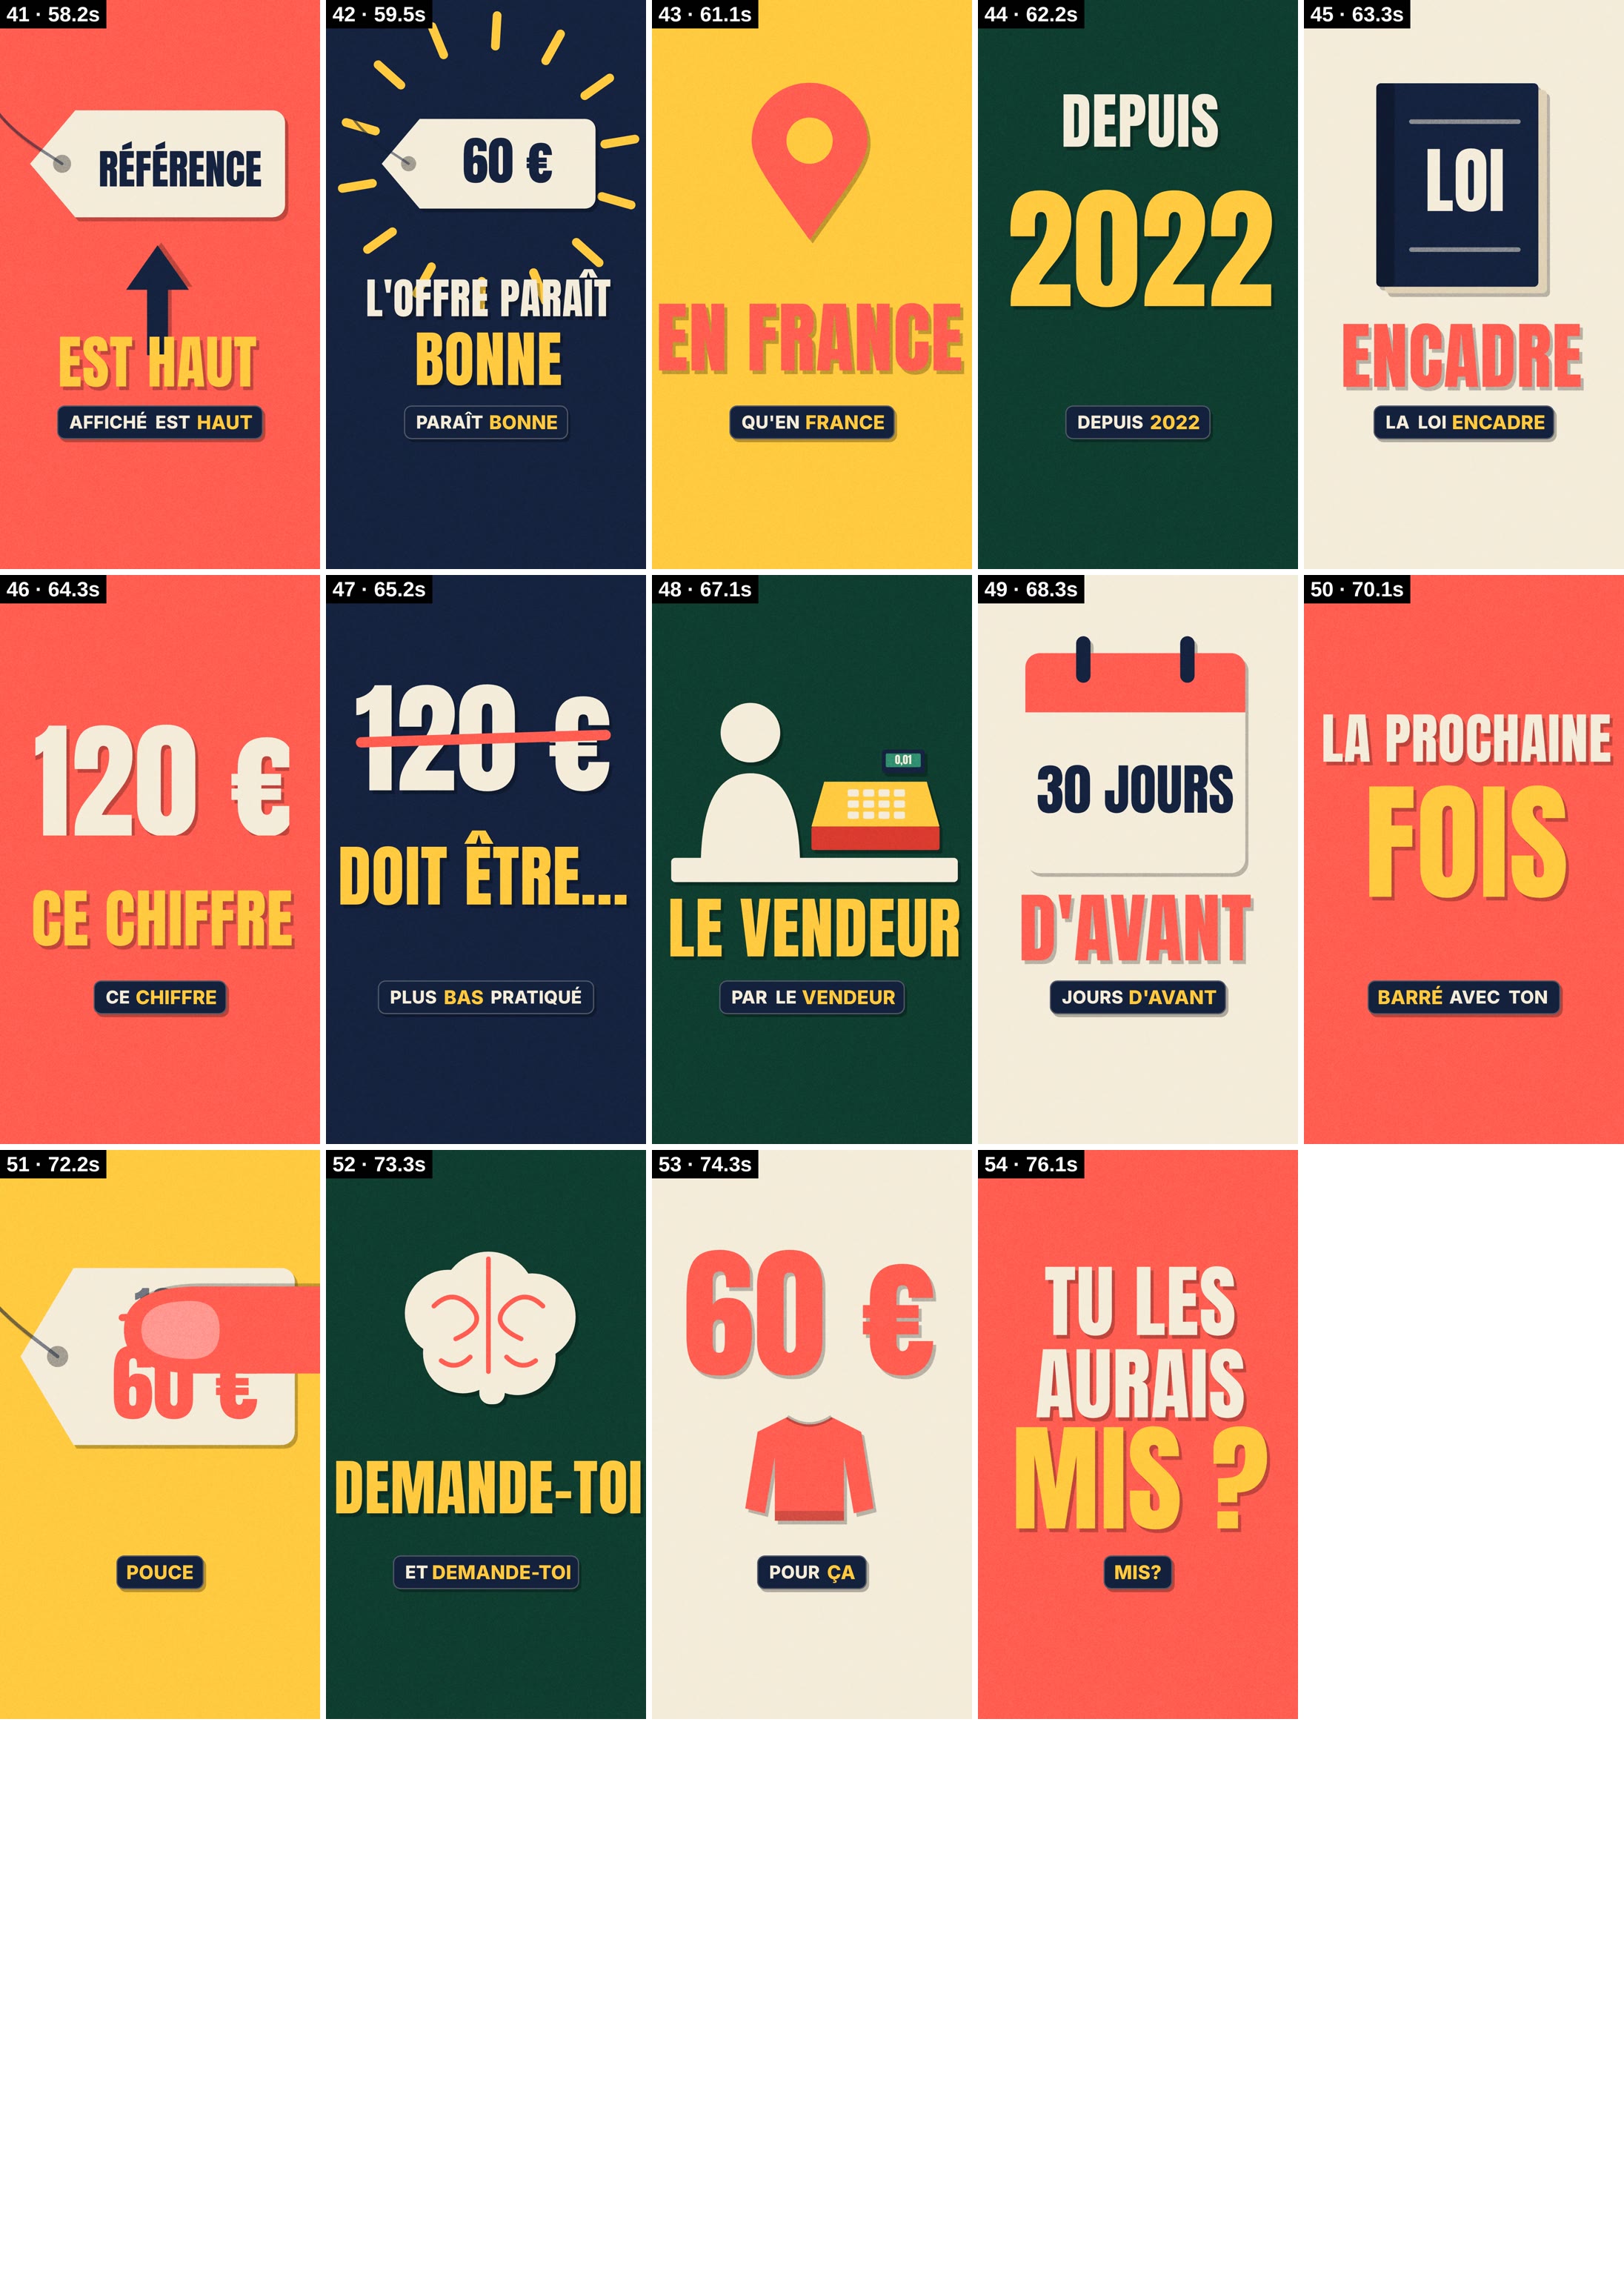 41 · 58.2s
RÉFÉRENCE
EST HAUT
AFFICHÉ EST HAUT
42 · 59.5s
60 €
L'OFFRE PARAÎT
BONNE
PARAÎT BONNE
43 · 61.1s
EN FRANCE
QU'EN FRANCE
44 · 62.2s
DEPUIS
2022
DEPUIS 2022
45 · 63.3s
LOI
ENCADRE
LA LOI ENCADRE
46 · 64.3s
120 €
CE CHIFFRE
CE CHIFFRE
47 · 65.2s
120 €
DOIT ÊTRE...
PLUS BAS PRATIQUÉ
48 · 67.1s
0,01
LE VENDEUR
PAR LE VENDEUR
49 · 68.3s
30 JOURS
D'AVANT
JOURS D'AVANT
50 · 70.1s
LA PROCHAINE
FOIS
BARRÉ AVEC TON
51 · 72.2s
60 €
POUCE
52 · 73.3s
DEMANDE-TOI
ET DEMANDE-TOI
53 · 74.3s
60 €
POUR ÇA
54 · 76.1s
TU LES
AURAIS
MIS ?
MIS?